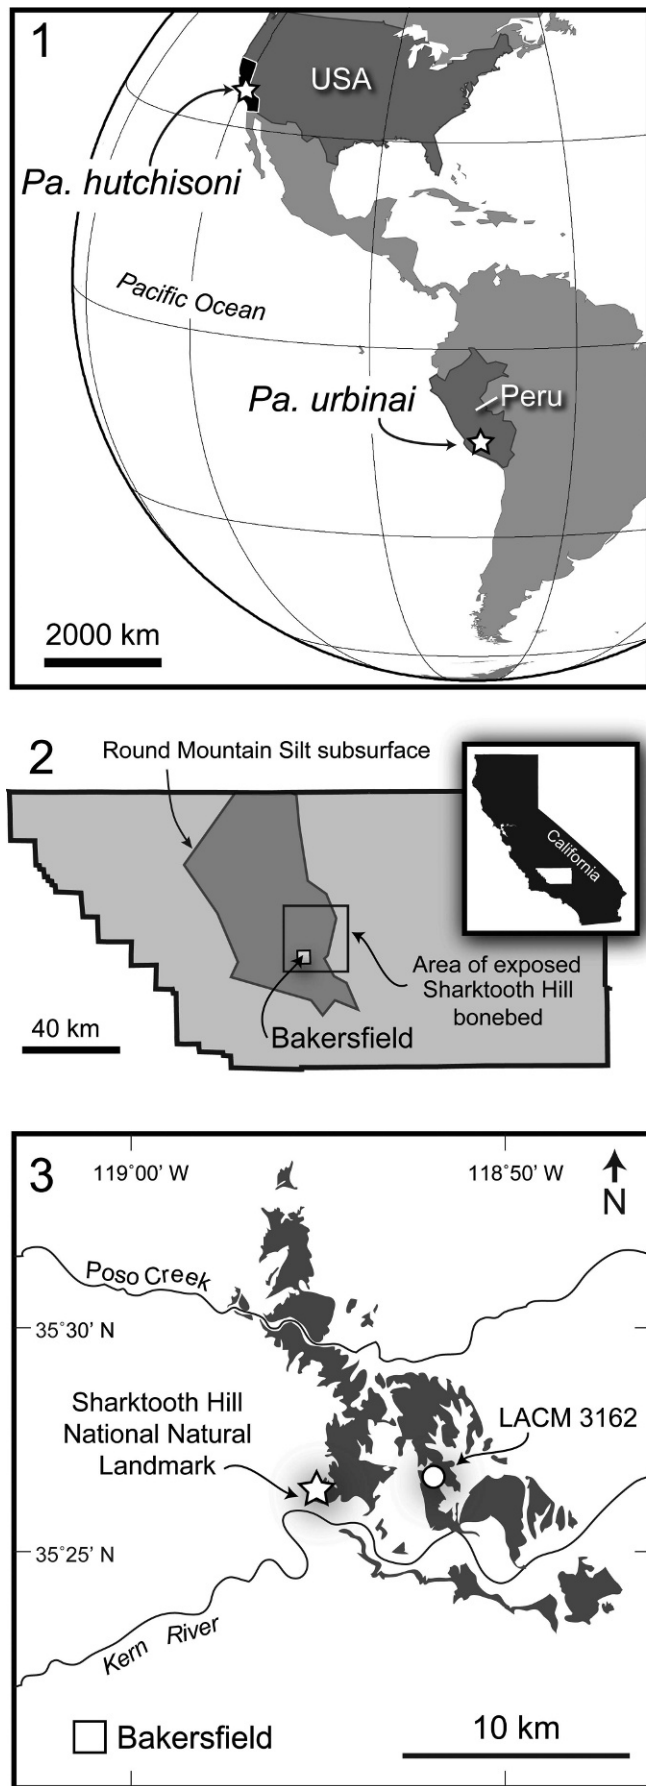 1
USA
Pa. hutchisoni
Pacific Ocean
Pa. urbinai
Peru
2000 km
2
Round Mountain Silt subsurface
California
Area of exposed
Sharktooth Hill
bonebed
Bakersfield
40 km
3
119°00' W
118°50' W
N
Poso Creek
35°30' N
Sharktooth Hill
National Natural
Landmark
LACM 3162
35°25' N
Kern River
Bakersfield
10 km